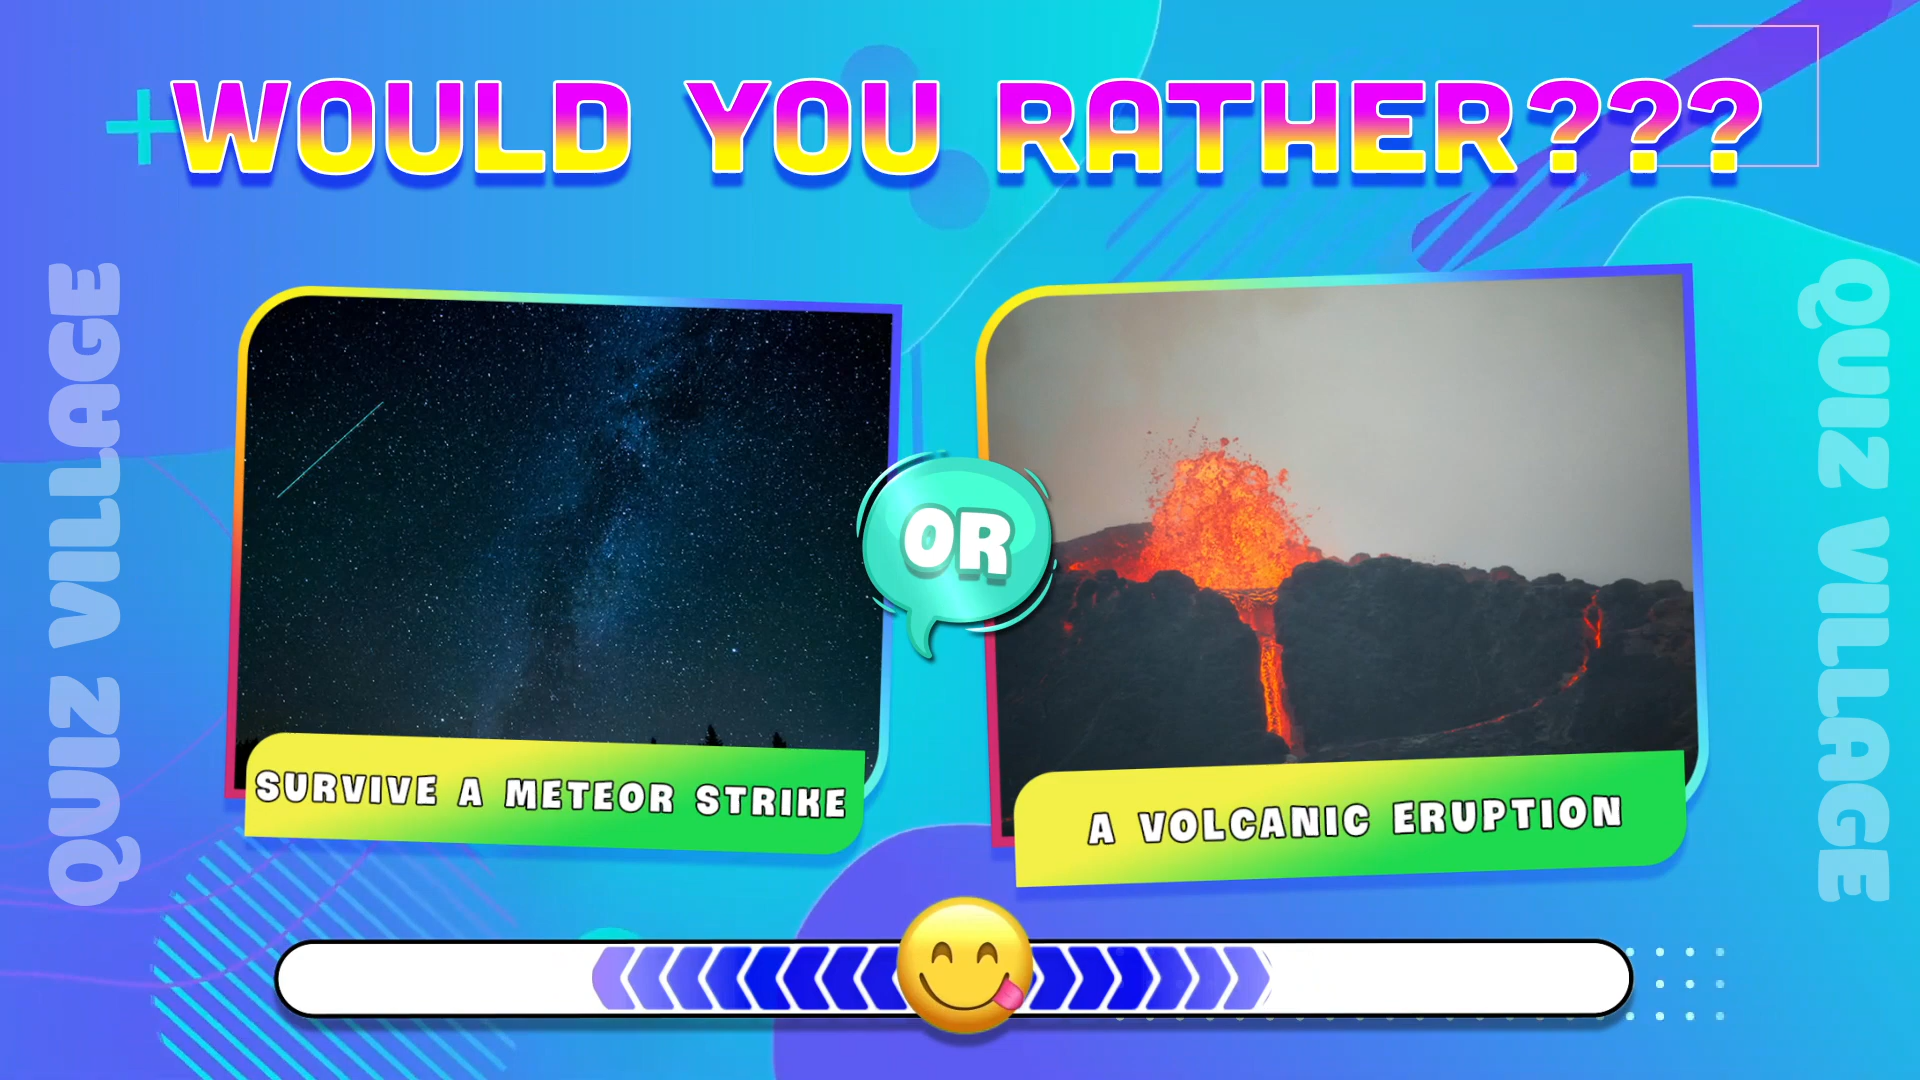 WOULD YOU RATHER???
QUIZ VILLAGE
QUIZ VILLAGE
OR
SURVIVE A METEOR STRIKE
A VOLCANIC ERUPTION